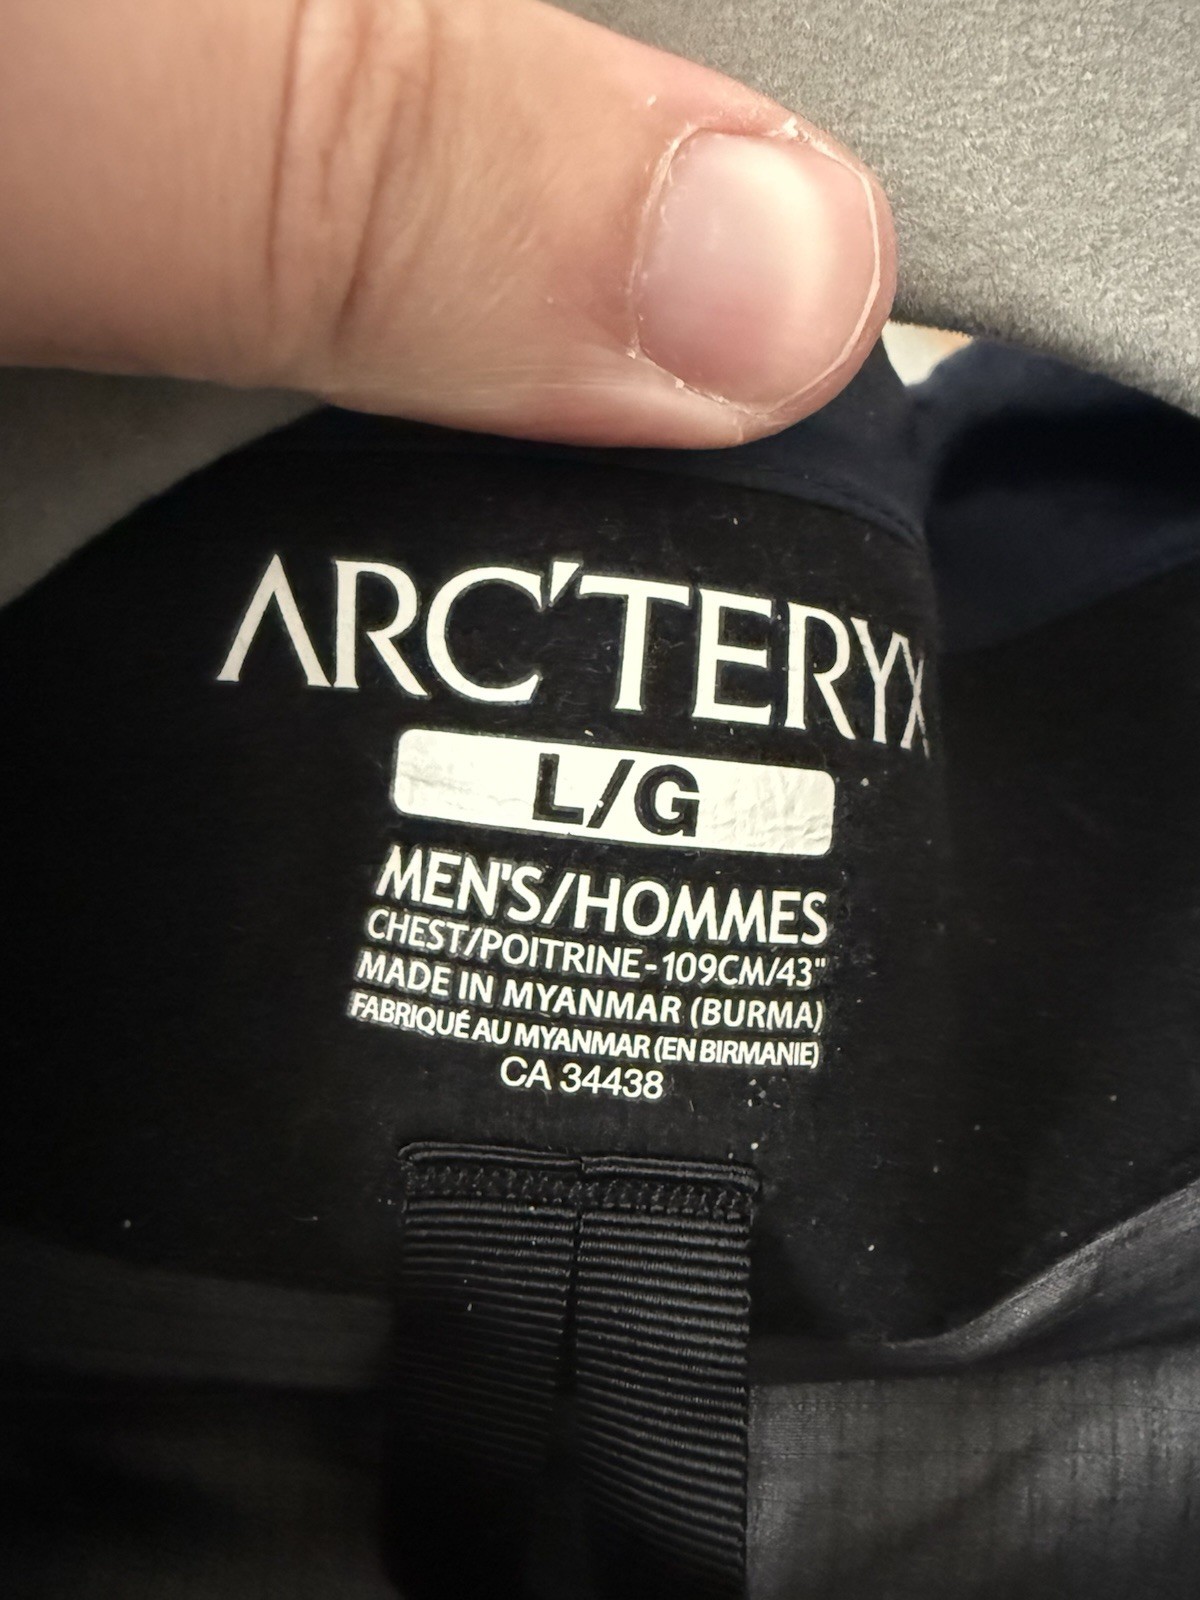 ARC'TERYX
L/G
MEN'S/HOMMES
CHEST/POITRINE-109CM/43"
MADE IN MYANMAR (BURMA)
FABRIQUÉ AU MYANMAR (EN BIRMANIE)
CA 34438